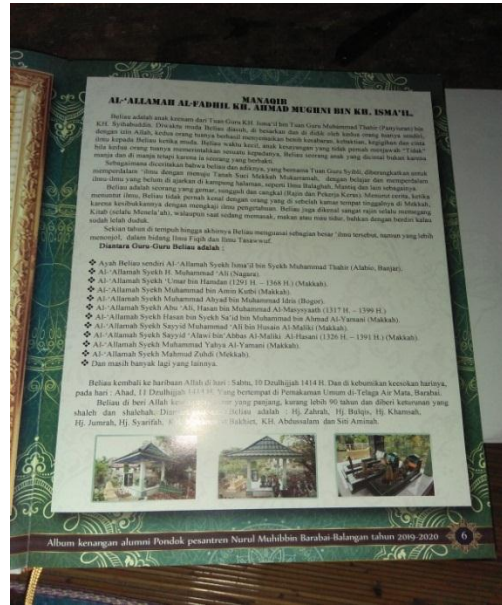 MANAQIB
AL-'ALLAMAH AL-FADHIL KH. AHMAD MUGHNI BIN KH. ISMA'IL.
Beliau adalah anak keenam dari Tuan Guru KH. Isma'il bin Tuan Guru Muhammad Thahir (Panyiuran) bin
KH. Syihabuddin. Diwaktu muda Beliau diasuh, di besarkan dan di didik oleh kedua orang tuanya sendiri,
dengan izin Allah, kedua orang tuanya berhasil menyemaikan benih kesabaran, ketaktian, kegigihan dan cinta
ilmu kepada Beliau ketika muda. Beliau waktu kecil, anak kesayangan yang tidak pernah menjawab "Tidak"
bila kedua orang tuanya memerintahkan sesuatu kepadanya. Beliau seorang anak yang dicintai bukan karena
manja dan di manja tetapi karena ia seorang yang berbakti.
Sebagaimana diceritakan bahwa beliau dan adiknya, yang bernama Tuan Guru Syibli, diberangkatkan untuk
memperdalam 'ilmu dengan menuju Tanah Suci Mekkah Mukarramah, dengan belajar dan memperdalam
ilmu-ilmu yang belum di ajarkan di kampung halaman, seperti Ilmu Balaghah, Mantiq dan lain sebagainya.
Beliau adalah seorang yang gemar, sungguh dan cangkal (Rajin dan Pekerja Keras). Menurut cerita, ketika
menuntut ilmu, Beliau tidak pernah kenal dengan orang yang di sebelah kamar tempat tinggalnya di Mekkah,
karena kesibukkannya dengan mengkaji ilmu pengetahuan. Beliau juga dikenal sangat rajin selalu memegang
Kitab (selalu Muthala'ah), walaupun saat sedang memasak, makan atau mau tidur, bahkan dengan berdiri kalau
sudah lelah duduk.
Sekian tahun di tempuh hingga akhirnya Beliau menguasai sebagian besar 'ilmu tersebut, namun yang lebih
menonjol, dalam bidang Ilmu Fiqih dan Ilmu Tasawwuf.
Diantara Guru-Guru Beliau adalah :
❖ Ayah Beliau sendiri Al-'Allamah Syekh Isma'il bin Syekh Muhammad Thahir (Alabio, Banjar).
❖ Al-'Allamah Syekh H. Muhammad 'Ali (Nagara).
❖ Al-'Allamah Syekh 'Umar bin Hamdan (1291 H. – 1368 H.) (Makkah).
❖ Al-'Allamah Syekh Muhammad bin Amin Kutbi (Makkah).
❖ Al-'Allamah Syekh Muhammad Ahyad bin Muhammad Idris (Bogor).
❖ Al-'Allamah Syekh Abu 'Ali, Hasan bin Muhammad Al-Masysyaath (1317 H. – 1399 H.)
❖ Al-'Allamah Syekh Hasan bin Syekh Sa'id bin Muhammad bin Ahmad Al-Yamani (Makkah).
❖ Al-'Allamah Syekh Sayyid Muhammad 'Ali bin Husain Al-Maliki (Makkah).
❖ Al-'Allamah Syekh Sayyid 'Alawi bin 'Abbas Al-Maliki Al-Hasani (1326 H. – 1391 H.) (Makkah).
❖ Al-'Allamah Syekh Muhammad Yahya Al-Yamani (Makkah).
❖ Al-'Allamah Syekh Mahmud Zuhdi (Mekkah).
❖ Dan masih banyak lagi yang lainnya.
Beliau kembali ke haribaan Allah di hari : Sabtu, 10 Dzulhijjah 1414 H. Dan di kebumikan keesokan harinya,
pada hari : Ahad, 11 Dzulhijjah 1414 H. Yang bertempat di Pemakaman Umum di-Telaga Air Mata, Barabai.
Beliau di beri Allah yang panjang, kurang lebih 90 tahun dan diberi keturunan yang
shaleh dan shalehah; Beliau adalah : Hj. Zahrah, Hj. Bulqis, Hj. Khamsah,
Hj. Jumrah, Hj. Syarifah, KH. Abdussalam dan Siti Aminah.
Album kenangan alumni Pondok pesantren Nurul Muhibbin Barabai-Balangan tahun 2019-2020
6